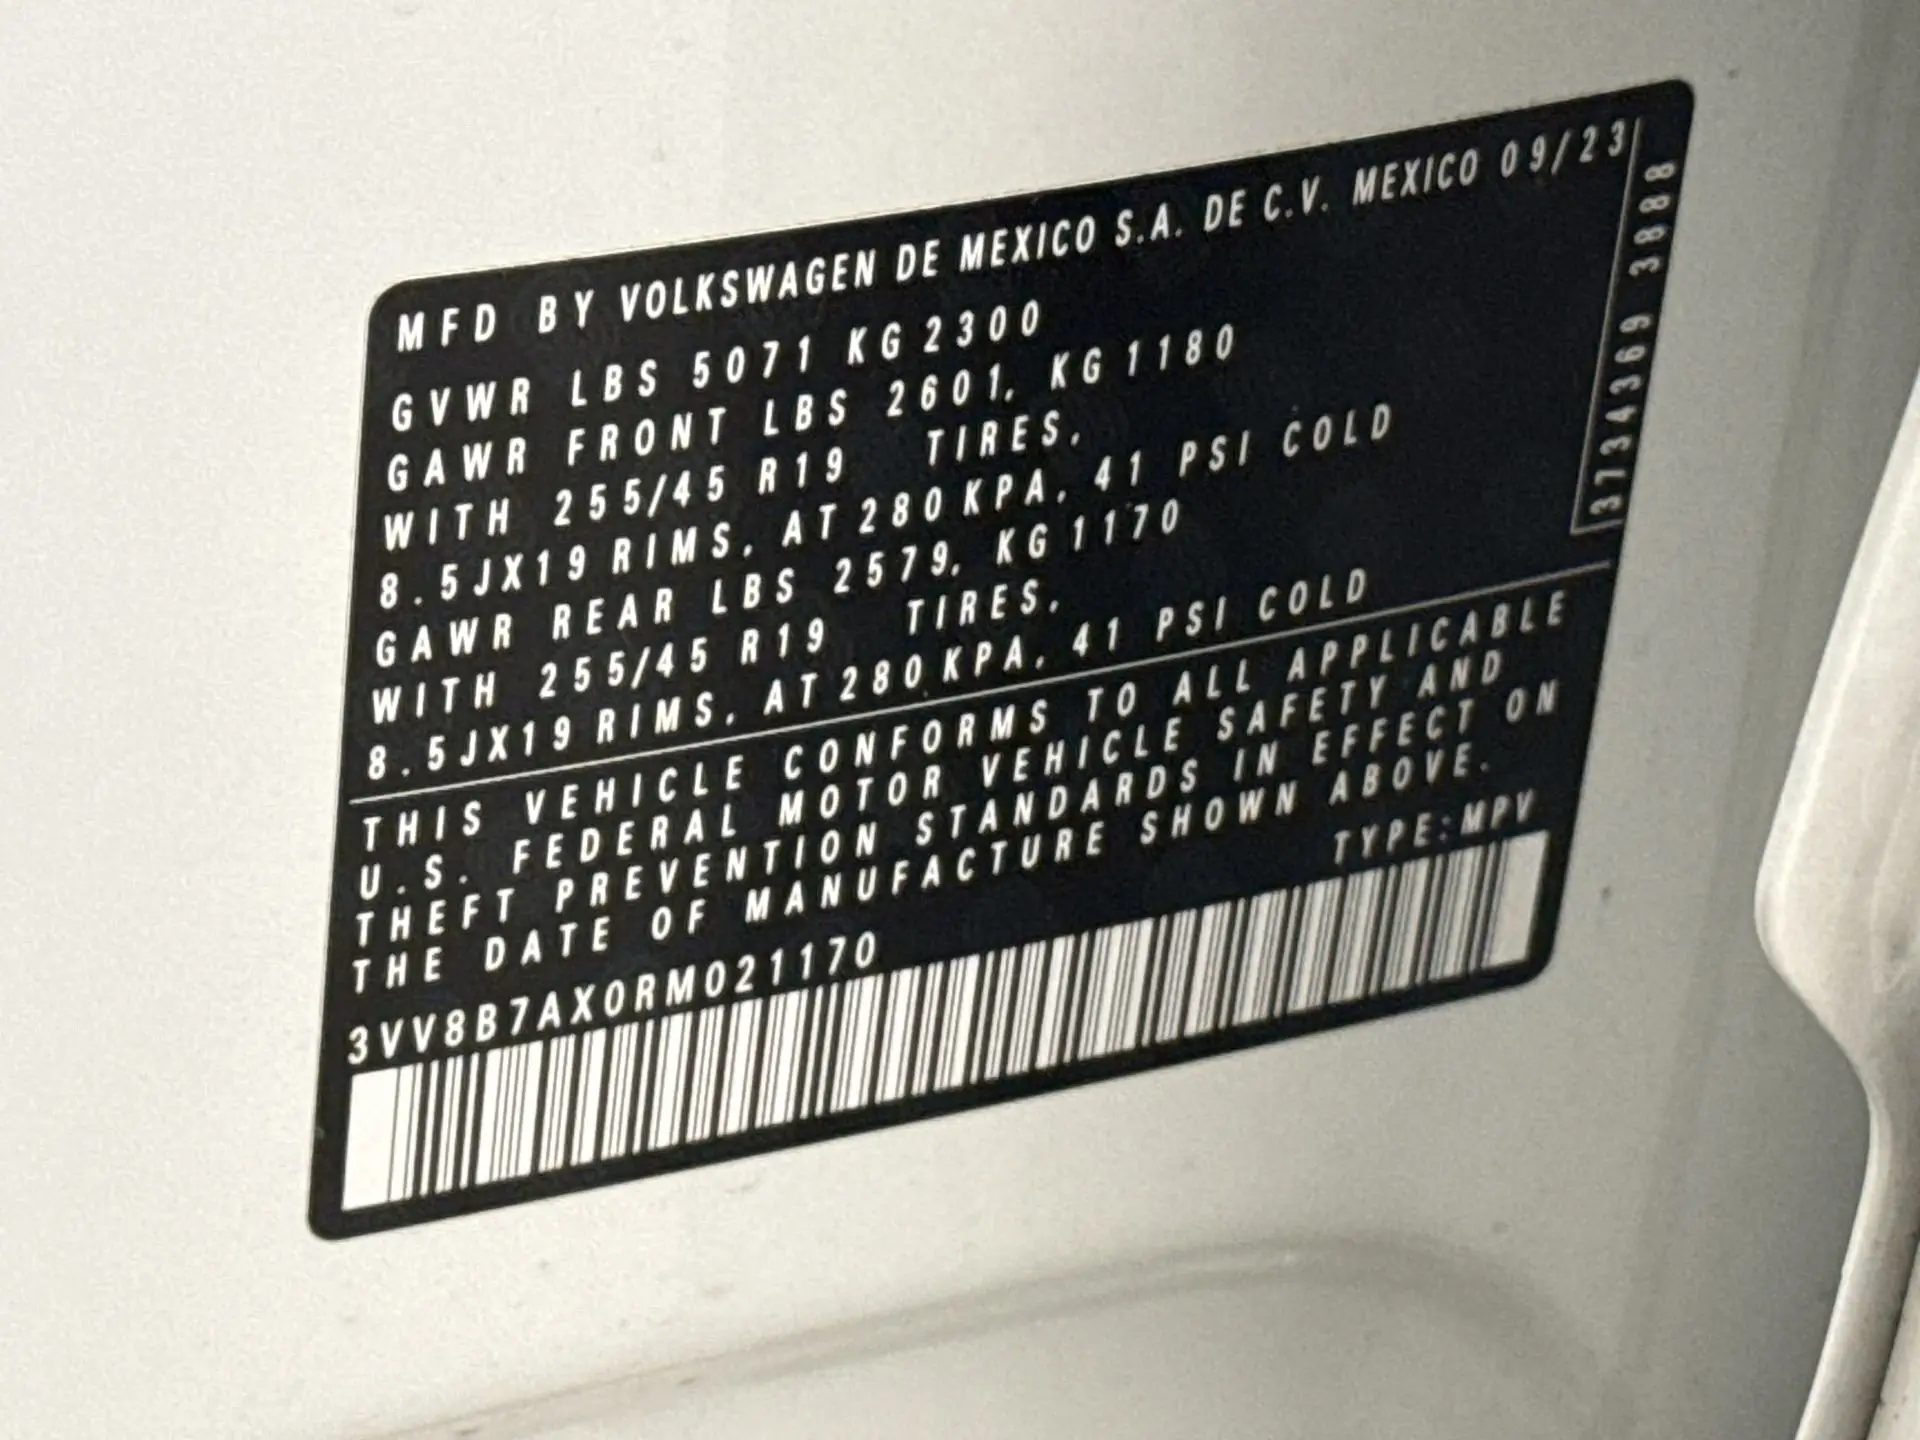 MFD BY VOLKSWAGEN DE MEXICO S.A. DE C.V. MEXICO 09/23
GVWR LBS 5071 KG 2300
GAWR FRONT LBS 2601, KG 1180
WITH 255/45 R19 TIRES,
8.5JX19 RIMS, AT 280 KPA, 41 PSI COLD
GAWR REAR LBS 2579, KG 1170
WITH 255/45 R19 TIRES,
8.5JX19 RIMS, AT 280 KPA, 41 PSI COLD
3734369 3888
THIS VEHICLE CONFORMS TO ALL APPLICABLE
U.S. FEDERAL MOTOR VEHICLE SAFETY AND
THEFT PREVENTION STANDARDS IN EFFECT ON
THE DATE OF MANUFACTURE SHOWN ABOVE.
TYPE:MPV
3VV8B7AX0RM021170